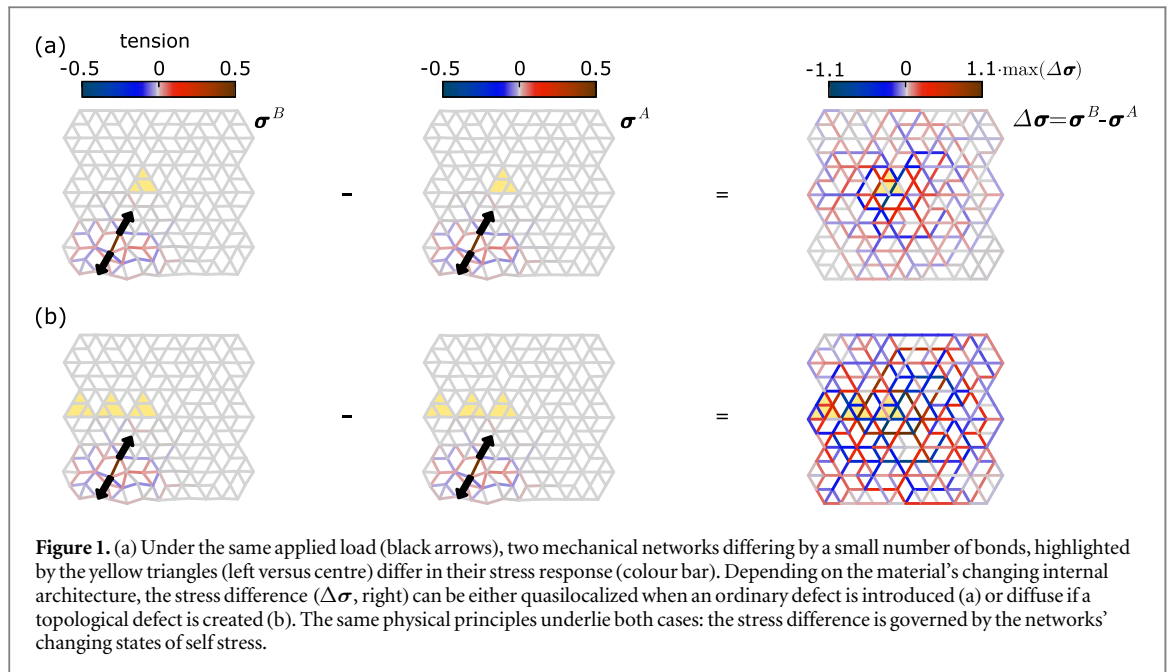 (a)
tension
-0.5 0 0.5
-0.5 0 0.5
-1.1 0 1.1·max(Δσ)
σᴮ
σᴬ
Δσ=σᴮ-σᴬ
- =
(b)
- =
Figure 1. (a) Under the same applied load (black arrows), two mechanical networks differing by a small number of bonds, highlighted
by the yellow triangles (left versus centre) differ in their stress response (colour bar). Depending on the material's changing internal
architecture, the stress difference (Δσ, right) can be either quasilocalized when an ordinary defect is introduced (a) or diffuse if a
topological defect is created (b). The same physical principles underlie both cases: the stress difference is governed by the networks'
changing states of self stress.